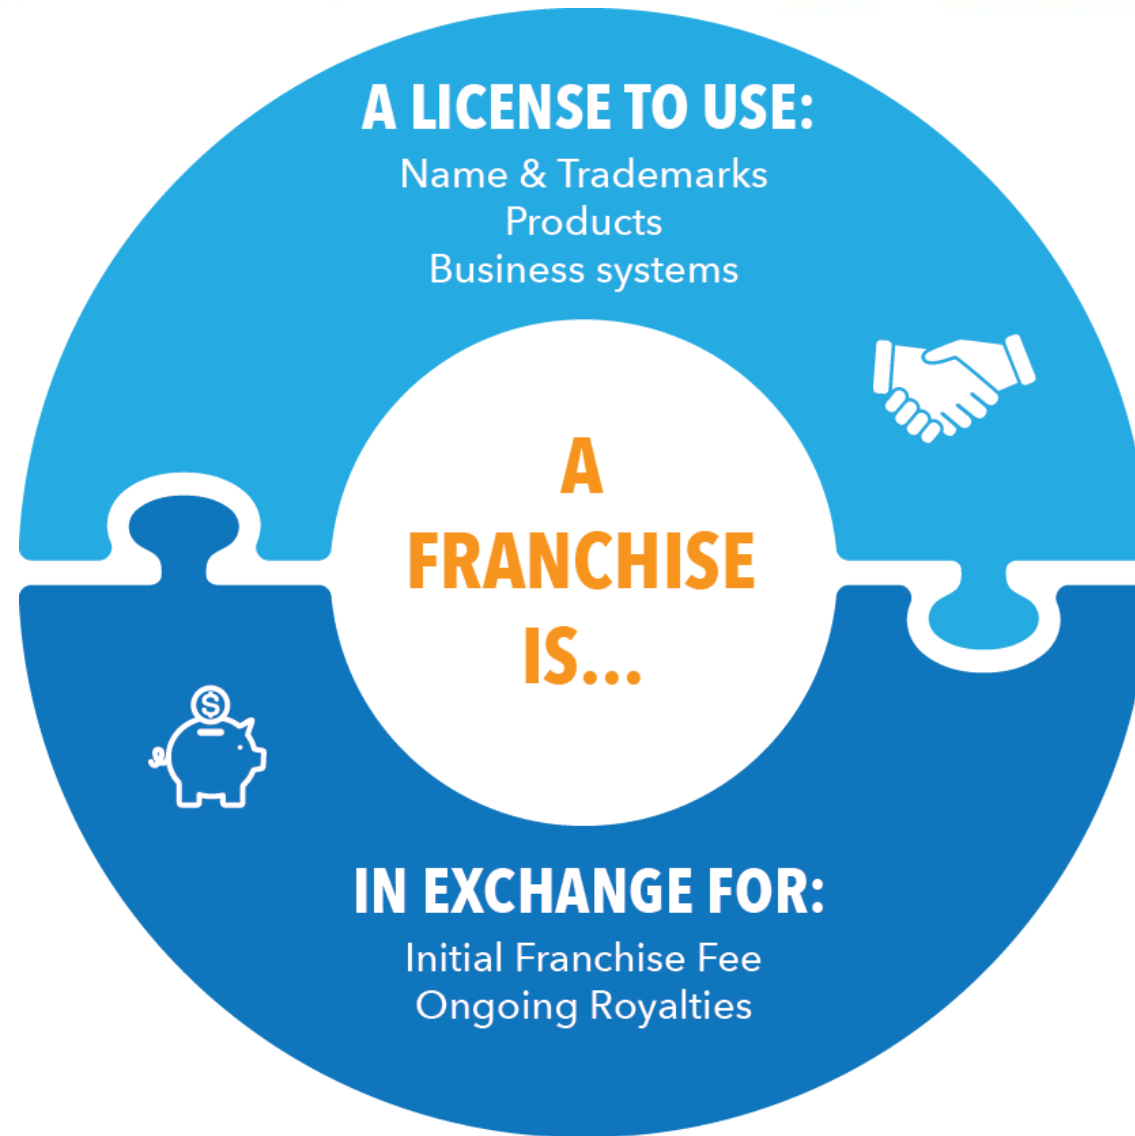 A LICENSE TO USE:
Name & Trademarks
Products
Business systems
A
FRANCHISE
IS...
$
IN EXCHANGE FOR:
Initial Franchise Fee
Ongoing Royalties